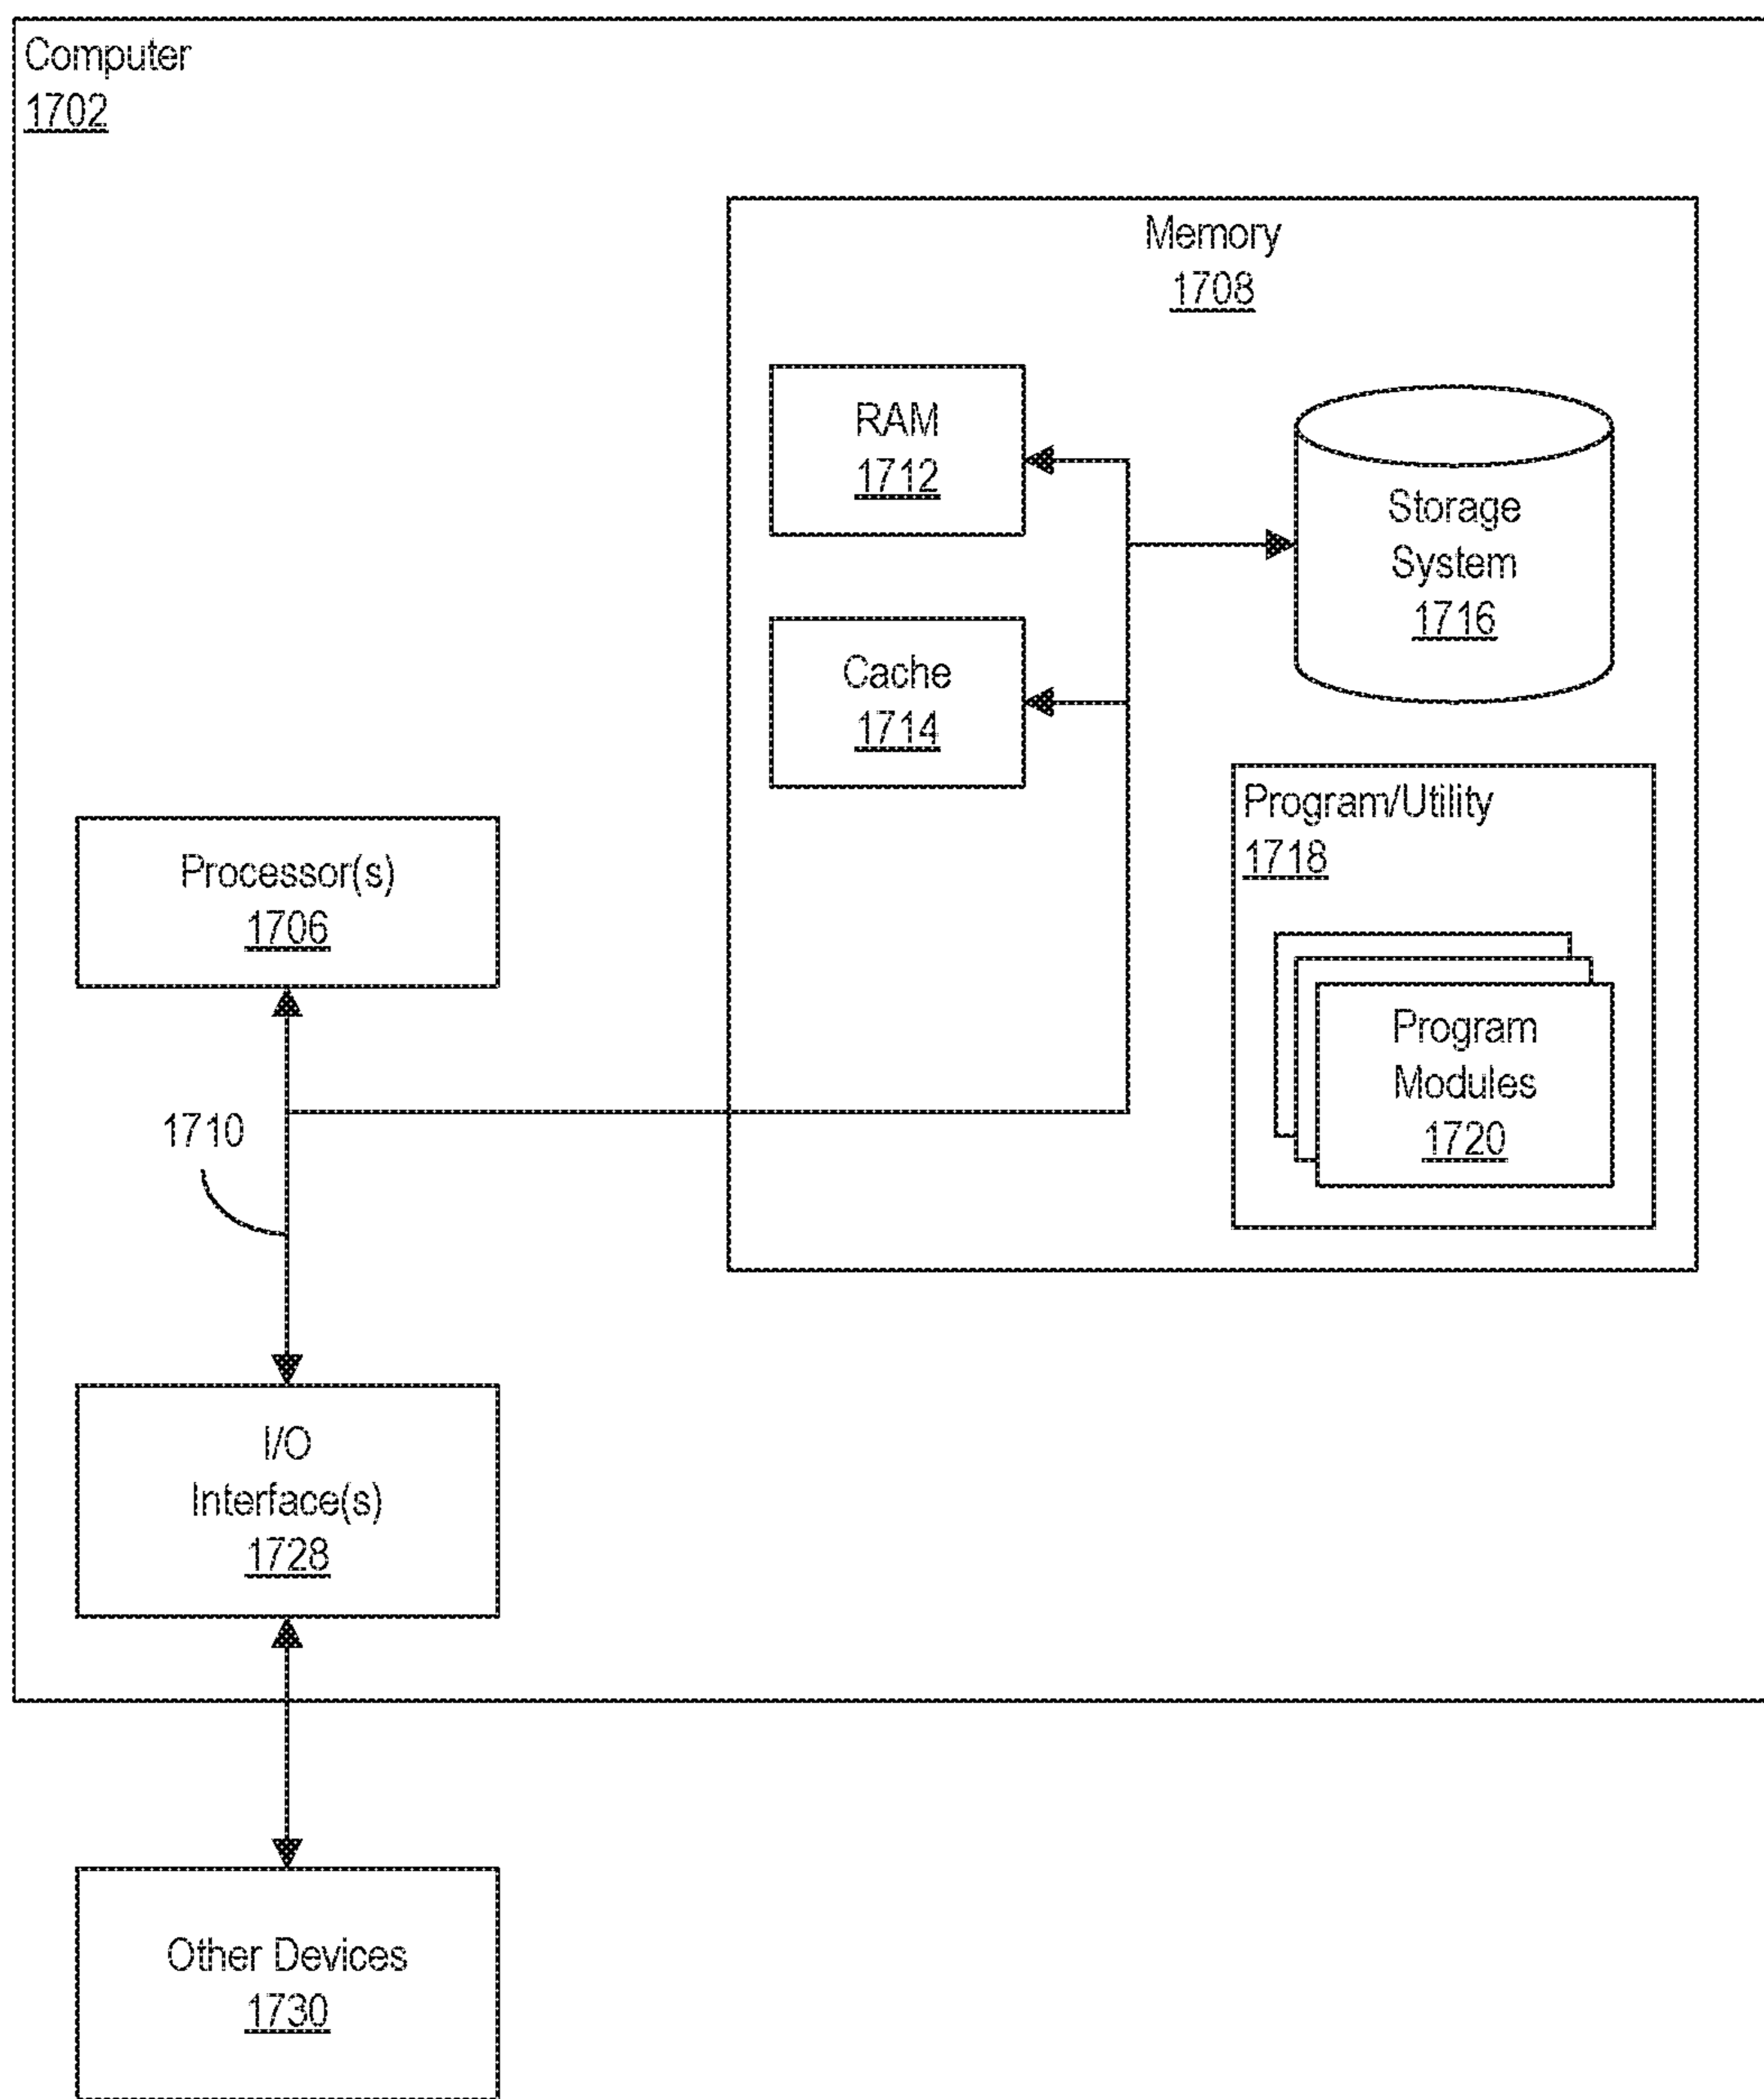 Computer
1702
Memory
1708
RAM
1712
Storage
System
1716
Cache
1714
Program/Utility
1718
Processor(s)
1706
Program
Modules
1720
1710
I/O
Interface(s)
1728
Other Devices
1730